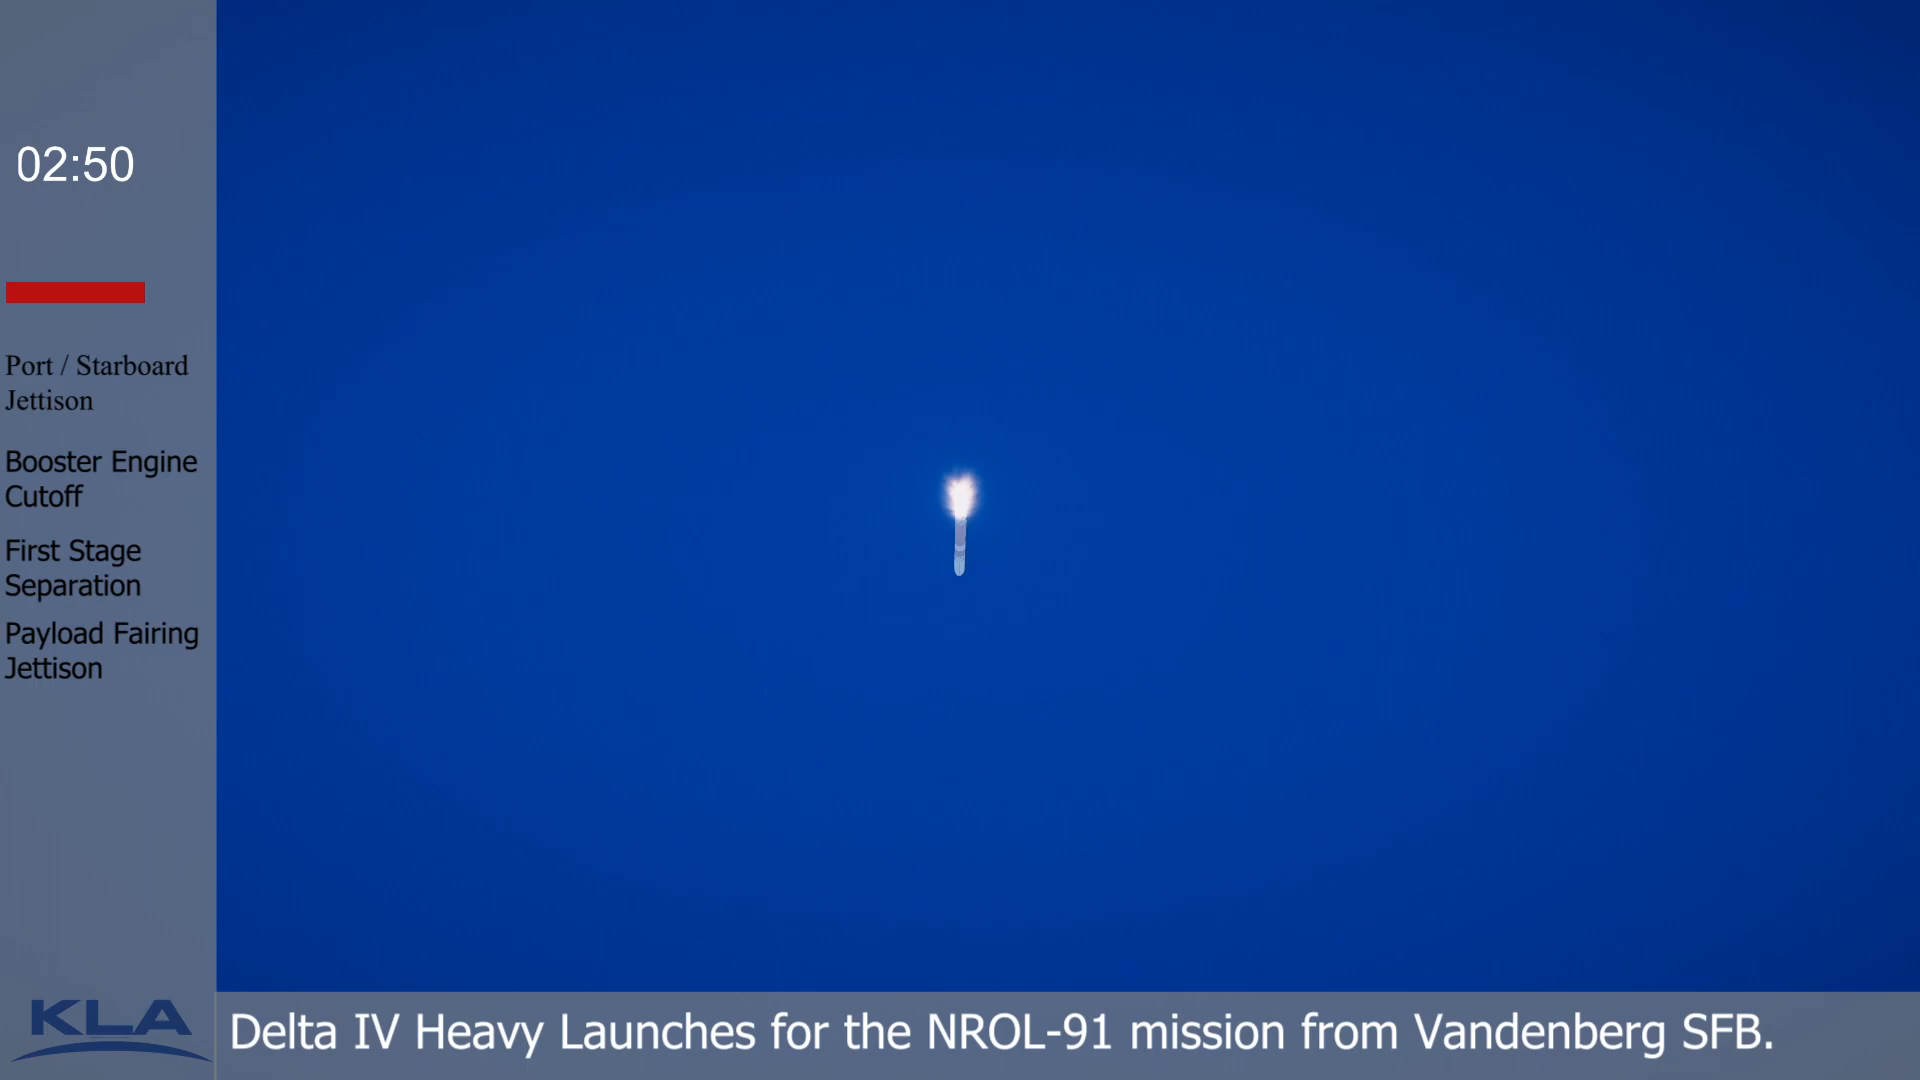 02:50
Port / Starboard
Jettison
Booster Engine
Cutoff
First Stage
Separation
Payload Fairing
Jettison
KLA
Delta IV Heavy Launches for the NROL-91 mission from Vandenberg SFB.